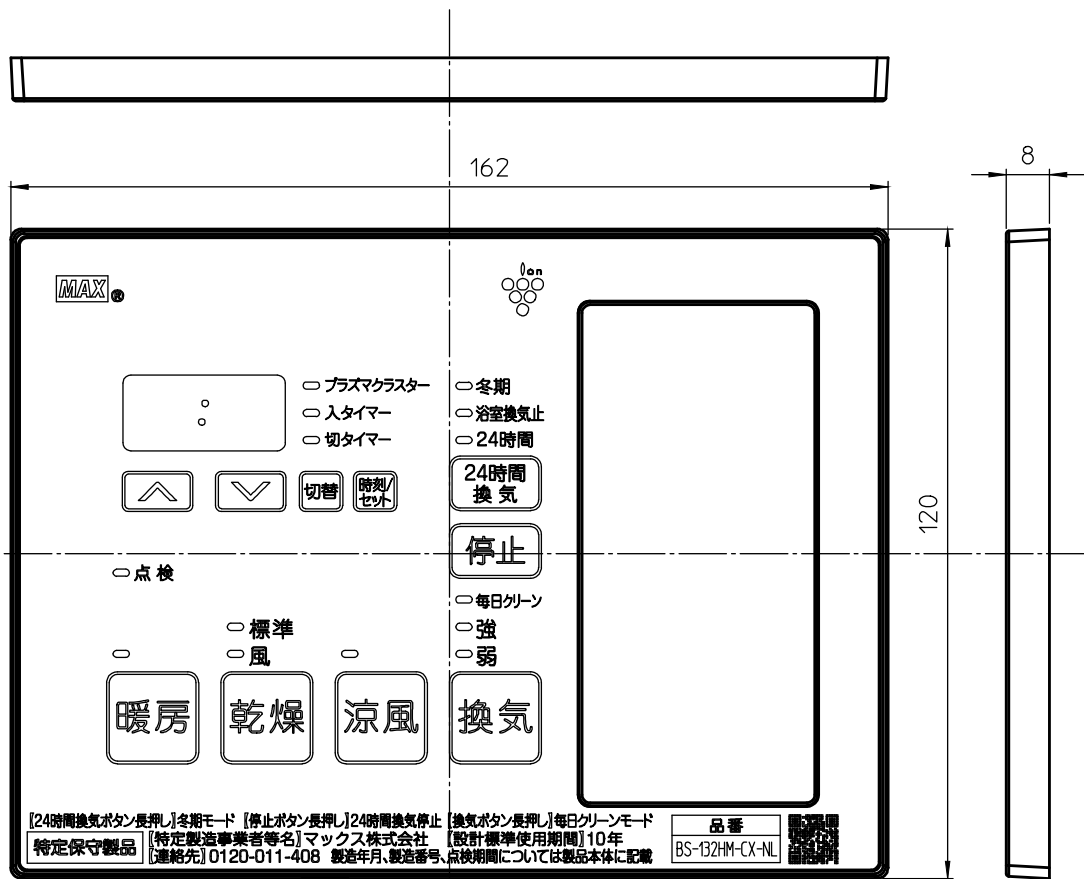 162
8
MAX®
Ion
プラズマクラスター
冬期
入タイマー
浴室換気止
切タイマー
24時間
切替
時刻/
セット
24時間
換気
120
停止
点検
毎日クリーン
標準
強
風
弱
暖房
乾燥
涼風
換気
[24時間換気ボタン長押し]冬期モード [停止ボタン長押し]24時間換気停止 [換気ボタン長押し]毎日クリーンモード
特定保守製品
[特定製造事業者等名]マックス株式会社 [設計標準使用期間]10年
[連絡先]0120-011-408 製造年月、製造番号、点検期間については製品本体に記載
品番
BS-132HM-CX-NL